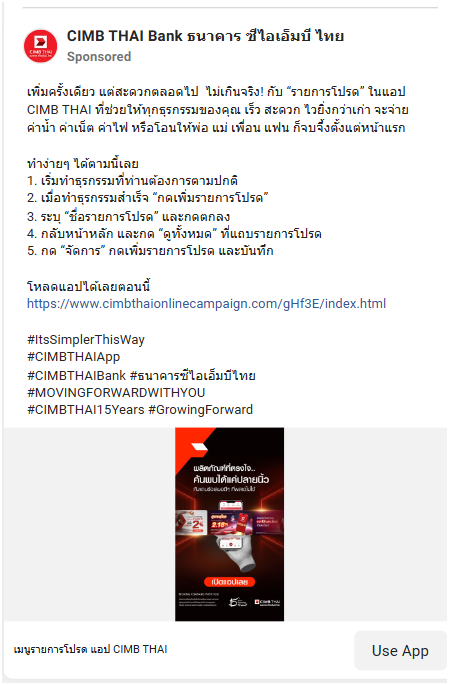 CIMB THAI Bank ธนาคาร ซีไอเอ็มบี ไทย
Sponsored
เพิ่มครั้งเดียว แต่สะดวกตลอดไป ไม่เกินจริง! กับ “รายการโปรด” ในแอป
CIMB THAI ที่ช่วยให้ทุกธุรกรรมของคุณ เร็ว สะดวก ไวยิ่งกว่าเก่า จะจ่าย
ค่าน้ำ ค่าเน็ต ค่าไฟ หรือโอนให้พ่อ แม่ เพื่อน แฟน ก็จบจึ้งตั้งแต่หน้าแรก
ทำง่ายๆ ได้ตามนี้เลย
1. เริ่มทำธุรกรรมที่ท่านต้องการตามปกติ
2. เมื่อทำธุรกรรมสำเร็จ “กดเพิ่มรายการโปรด”
3. ระบุ “ชื่อรายการโปรด” และกดตกลง
4. กลับหน้าหลัก และกด “ดูทั้งหมด” ที่แถบรายการโปรด
5. กด “จัดการ” กดเพิ่มรายการโปรด และบันทึก
โหลดแอปได้เลยตอนนี้
https://www.cimbthaionlinecampaign.com/gHf3E/index.html
#ItsSimplerThisWay
#CIMBTHAIApp
#CIMBTHAIBank #ธนาคารซีไอเอ็มบีไทย
#MOVINGFORWARDWITHYOU
#CIMBTHAI15Years #GrowingForward
ผลิตภัณฑ์ที่ตรงใจ..
ค้นพบได้แค่ปลายนิ้ว
เปิดแอปเลย
CIMB THAI
เมนูรายการโปรด แอป CIMB THAI
Use App